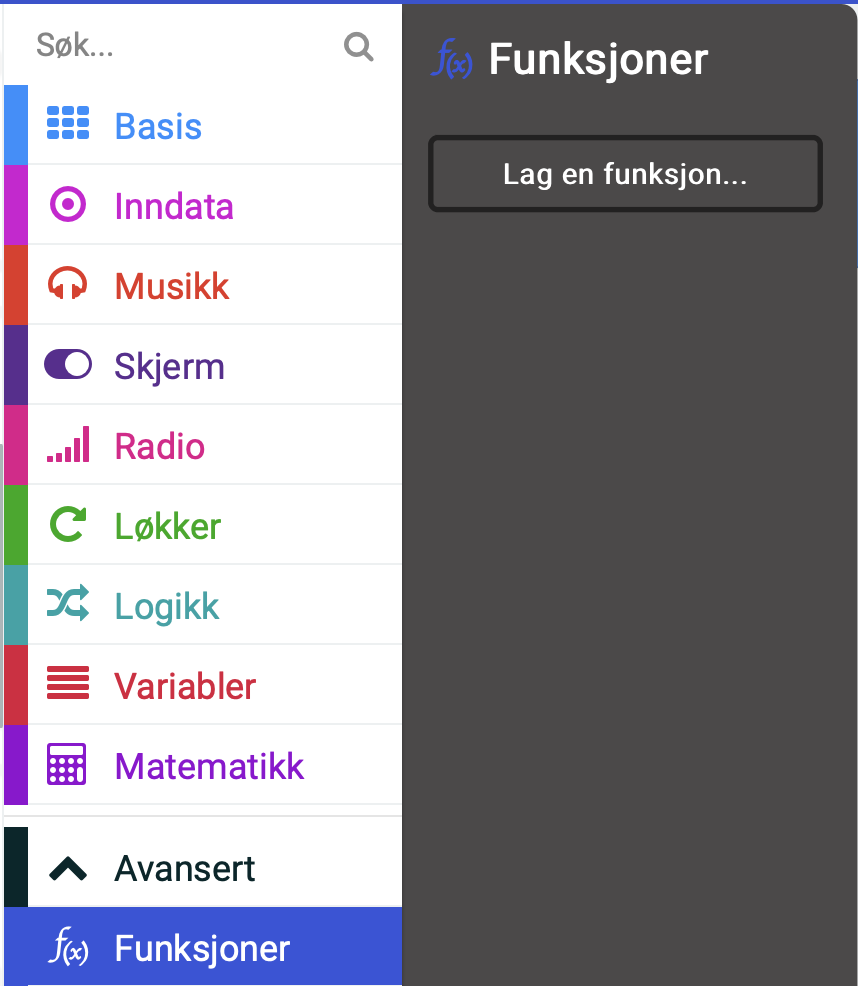 Søk...
Basis
Inndata
Musikk
Skjerm
Radio
Løkker
Logikk
Variabler
Matematikk
Avansert
f(x) Funksjoner
f(x) Funksjoner
Lag en funksjon...